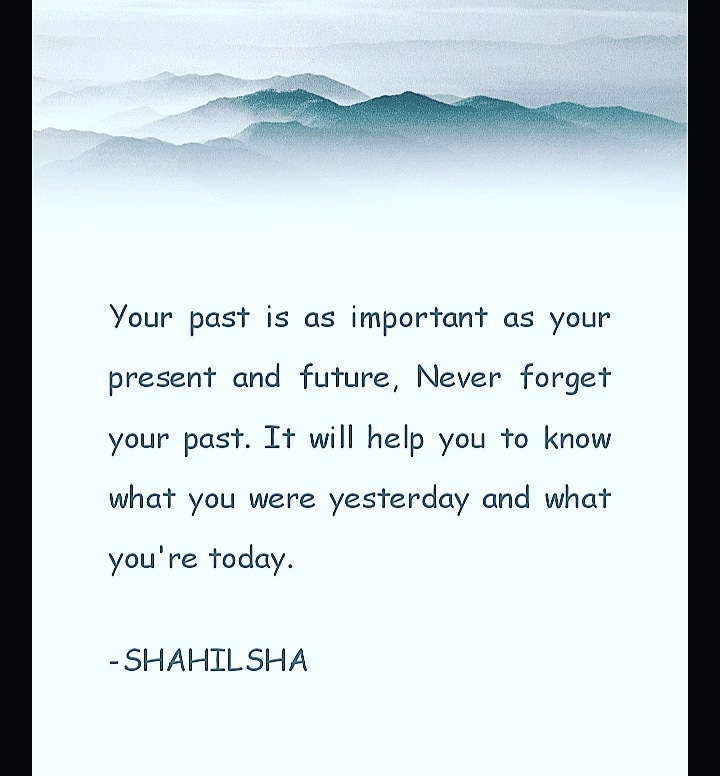 Your past is as important as your
present and future, Never forget
your past. It will help you to know
what you were yesterday and what
you're today.
-SHAHILSHA